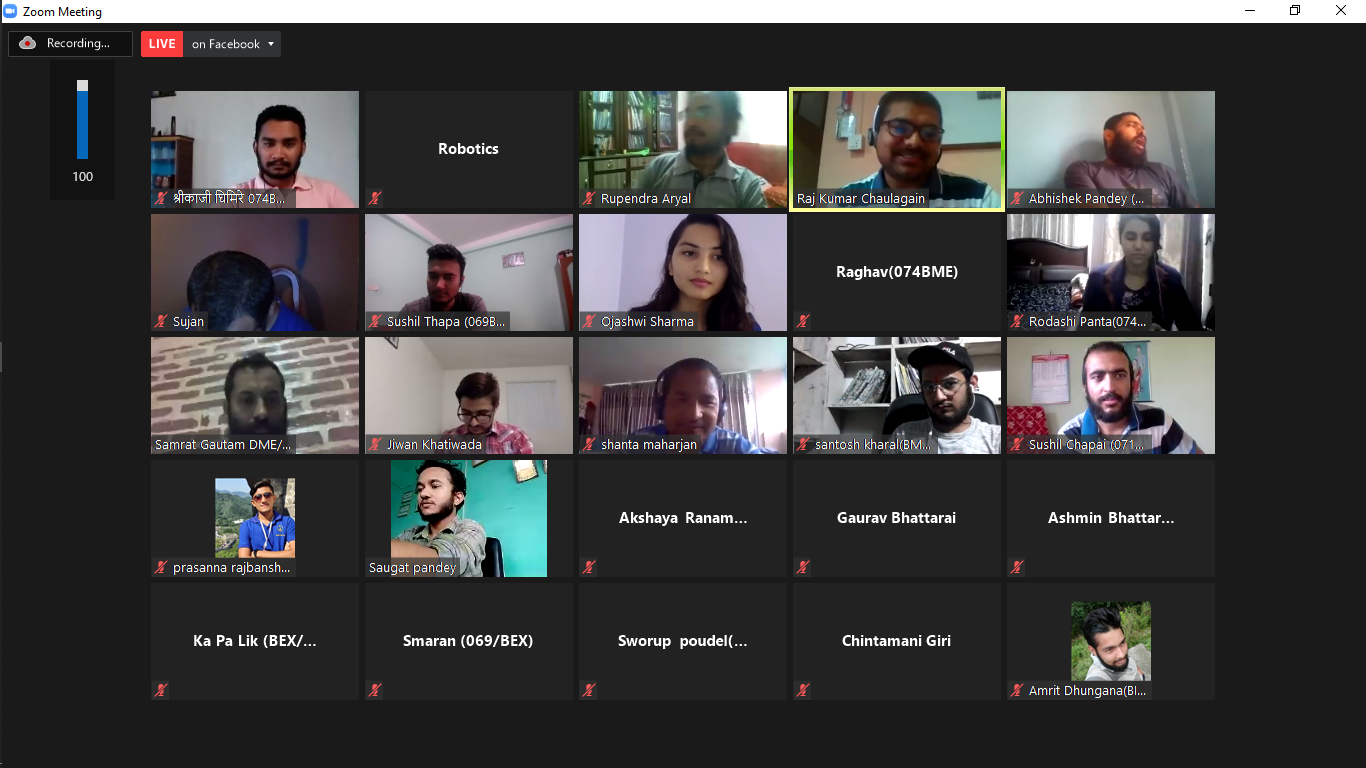 Zoom Meeting
Recording...
LIVE on Facebook
100
श्रीकाजी घिमिरे 074B...
Robotics
Rupendra Aryal
Raj Kumar Chaulagain
Abhishek Pandey (...
Sujan
Sushil Thapa (069B...
Ojashwi Sharma
Raghav(074BME)
Rodashi Panta(074...
Samrat Gautam DME/...
Jiwan Khatiwada
shanta maharjan
santosh kharal(BM...
Sushil Chapai (071...
prasanna rajbansh...
Saugat pandey
Akshaya Ranam...
Gaurav Bhattarai
Ashmin Bhattar...
Ka Pa Lik (BEX/...
Smaran (069/BEX)
Sworup poudel(...
Chintamani Giri
Amrit Dhungana(BI...